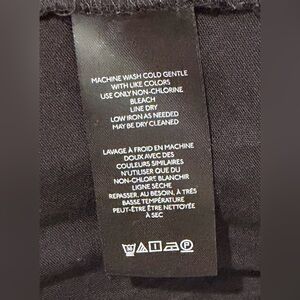 MACHINE WASH COLD GENTLE
WITH LIKE COLORS
USE ONLY NON-CHLORINE
BLEACH
LINE DRY
LOW IRON AS NEEDED
MAY BE DRY CLEANED
LAVAGE À FROID EN MACHINE
DOUX AVEC DES
COULEURS SIMILAIRES
N'UTILISER QUE DU
NON-CHLORE BLANCHIR
LIGNE SÈCHE
REPASSER, AU BESOIN, À TRÈS
BASSE TEMPÉRATURE
PEUT-ÊTRE ÊTRE NETTOYÉE
À SEC